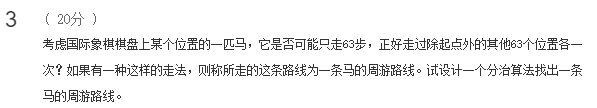 3
( 20分 )
考虑国际象棋棋盘上某个位置的一匹马，它是否可能只走63步，正好走过除起点外的其他63个位置各一
次？如果有一种这样的走法，则称所走的这条路线为一条马的周游路线。试设计一个分治算法找出一条
马的周游路线。